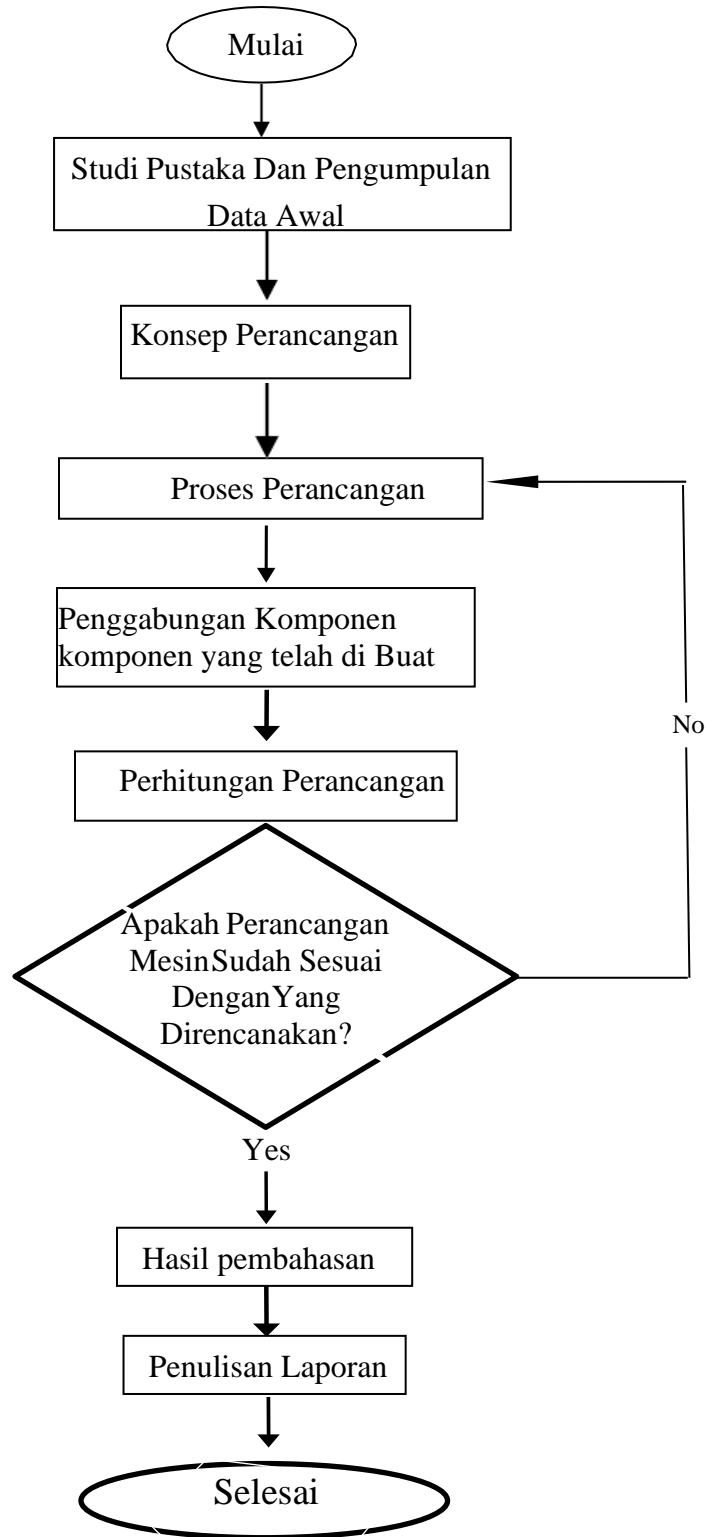 Mulai
Studi Pustaka Dan Pengumpulan
Data Awal
Konsep Perancangan
Proses Perancangan
Penggabungan Komponen
komponen yang telah di Buat
No
Perhitungan Perancangan
Apakah Perancangan
MesinSudah Sesuai
DenganYang
Direncanakan?
Yes
Hasil pembahasan
Penulisan Laporan
Selesai